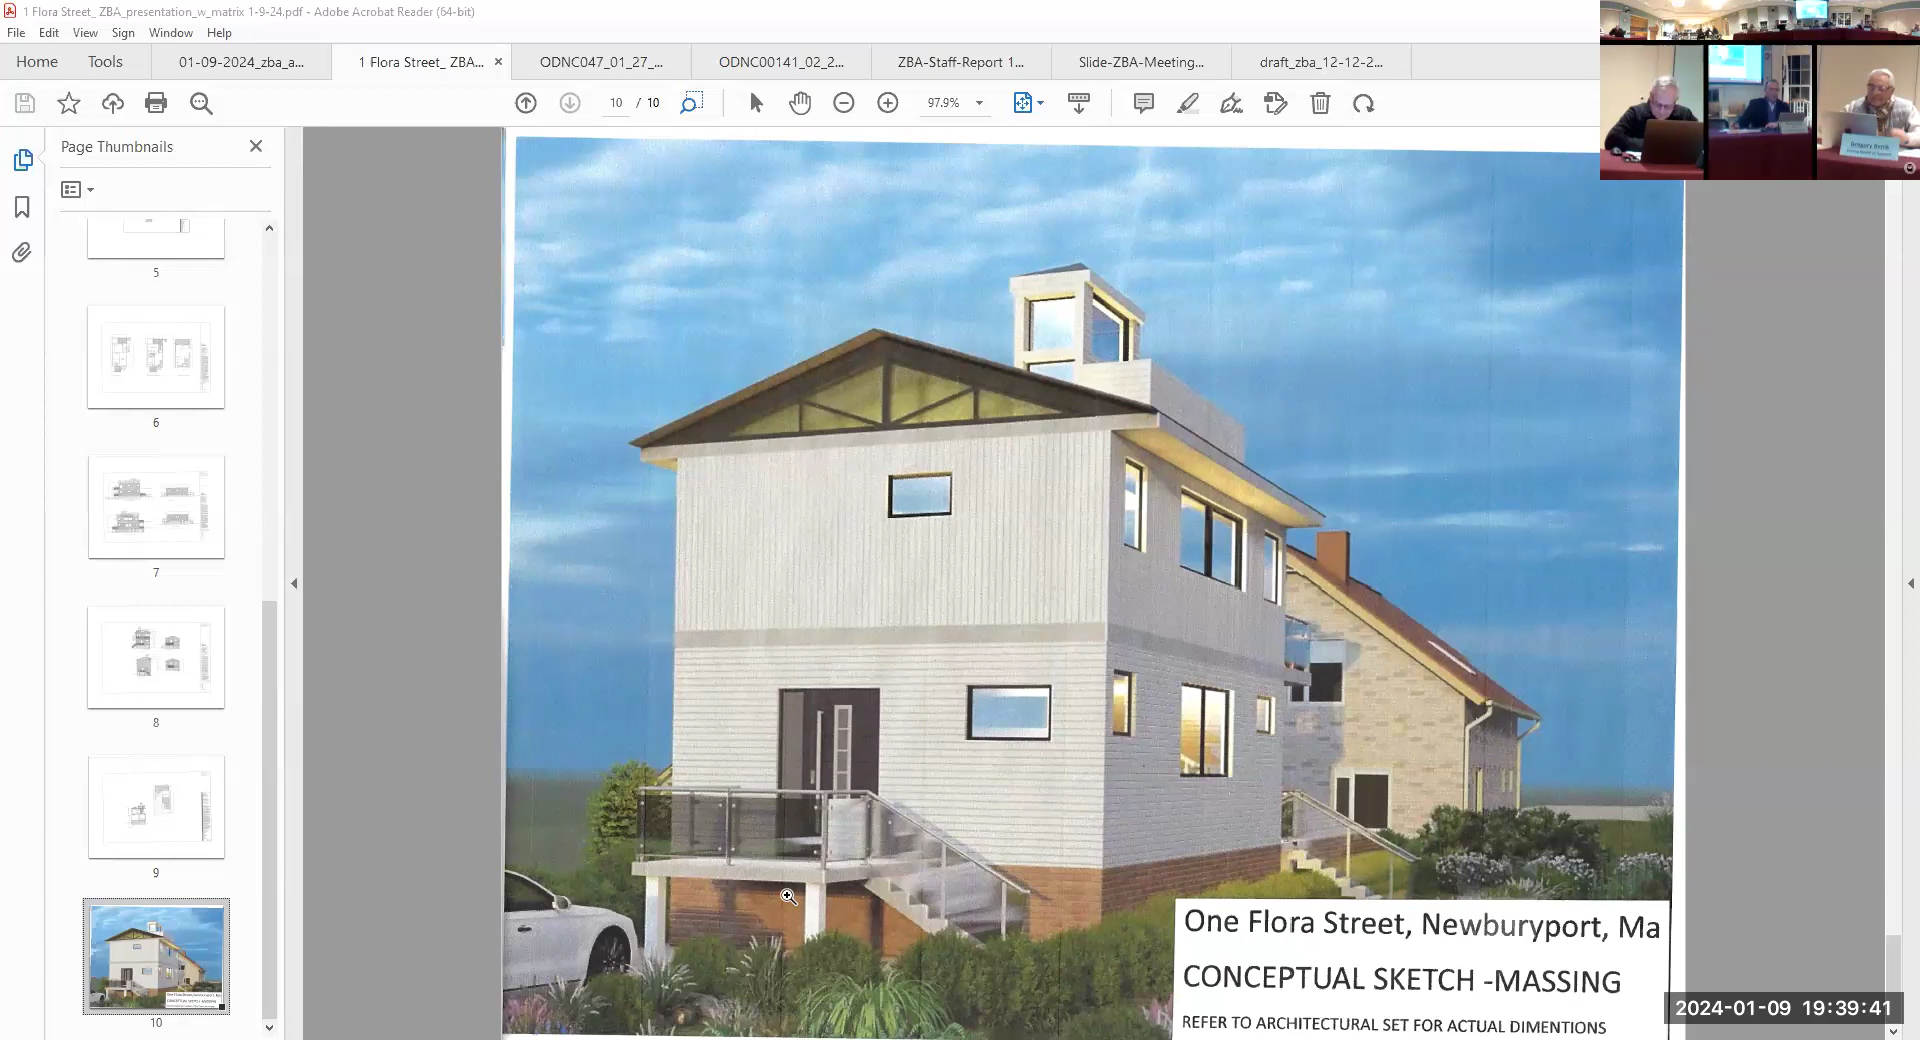 1 Flora Street_ ZBA_presentation_w_matrix 1-9-24.pdf - Adobe Acrobat Reader (64-bit)
File Edit View Sign Window Help
Home Tools 01-09-2024_zba_a... 1 Flora Street_ ZBA... × ODNC047_01_27_... ODNC00141_02_2... ZBA-Staff-Report 1... Slide-ZBA-Meeting... draft_zba_12-12-2...
10 / 10 97.9%
Page Thumbnails
5
6
7
8
9
10
One Flora Street, Newburyport, Ma
CONCEPTUAL SKETCH -MASSING
REFER TO ARCHITECTURAL SET FOR ACTUAL DIMENTIONS
2024-01-09 19:39:41